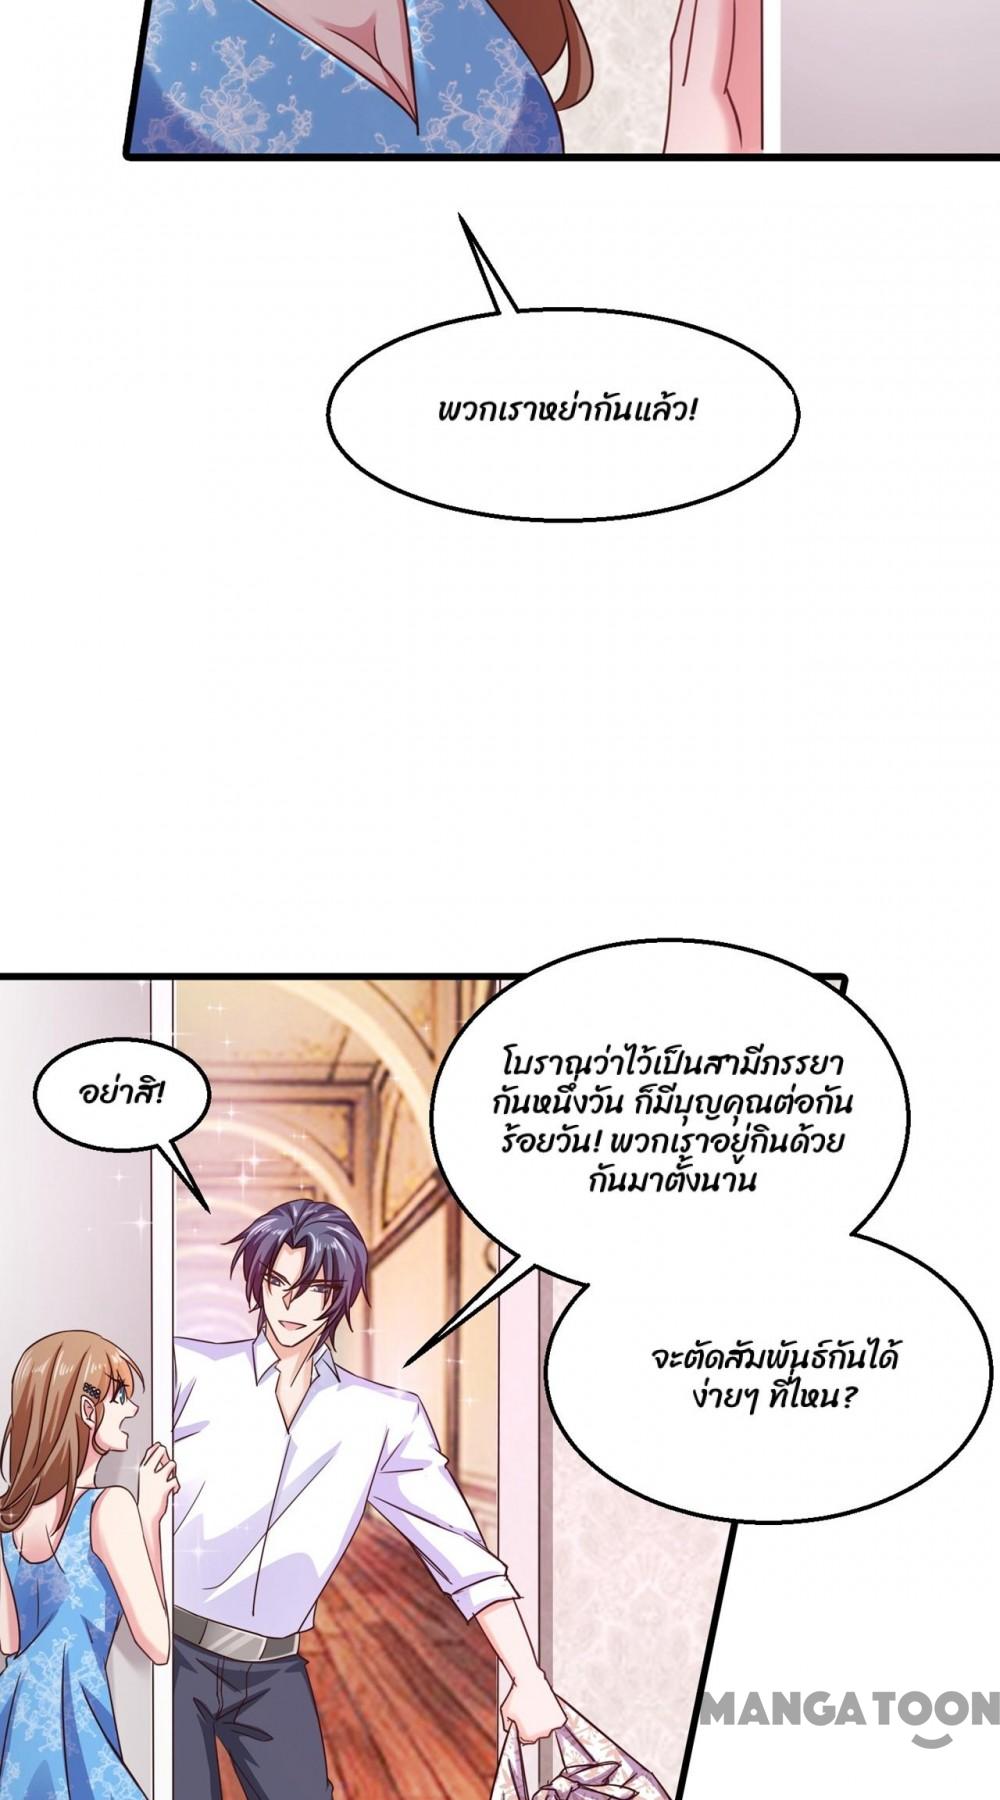 พวกเราหย่ากันแล้ว!
อย่าสิ!
โบราณว่าไว้เป็นสามีภรรยา
กันหนึ่งวัน ก็มีบุญคุณต่อกัน
ร้อยวัน! พวกเราอยู่กินด้วย
กันมาตั้งนาน
จะตัดสัมพันธ์กันได้
ง่ายๆ ที่ไหน?
MANGATOON